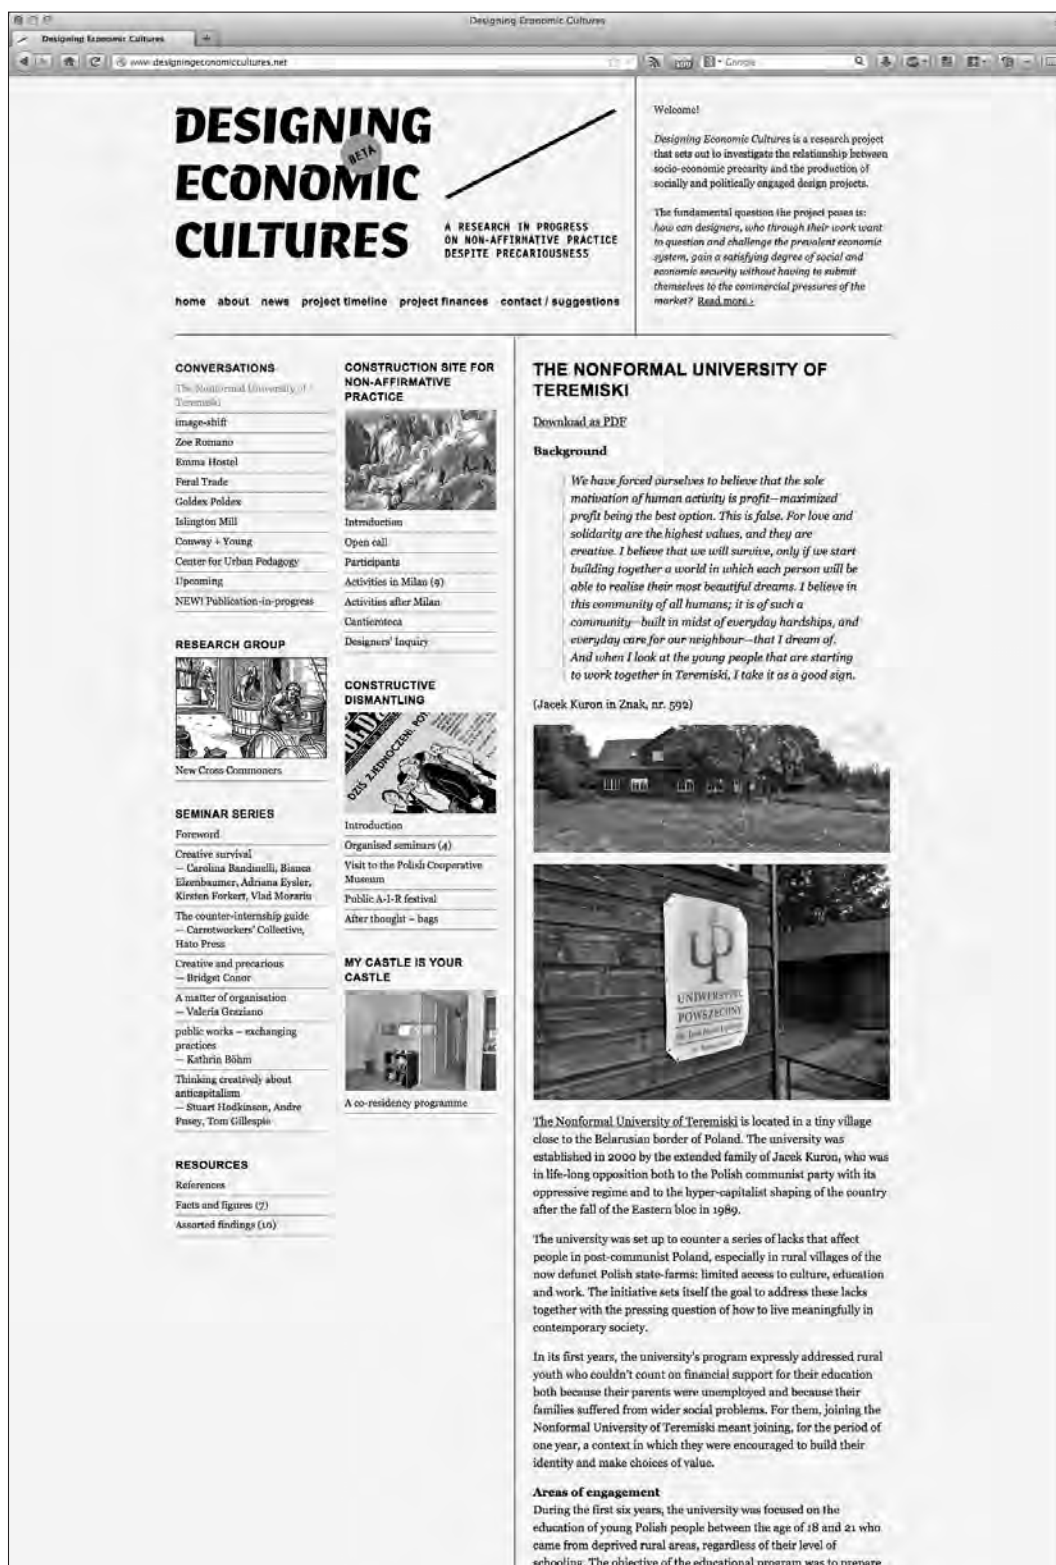 Designing Economic Cultures
Designing Economic Cultures
www.designingeconomiccultures.net
Google
DESIGNING
ECONOMIC
CULTURES
BETA
A RESEARCH IN PROGRESS
ON NON-AFFIRMATIVE PRACTICE
DESPITE PRECARIOUSNESS
home about news project timeline project finances contact / suggestions
Welcome!
Designing Economic Cultures is a research project
that sets out to investigate the relationship between
socio-economic precarity and the production of
socially and politically engaged design projects.
The fundamental question the project poses is:
how can designers, who through their work want
to question and challenge the prevalent economic
system, gain a satisfying degree of social and
economic security without having to submit
themselves to the commercial pressures of the
market? Read more >
CONVERSATIONS
The Nonformal University of
Teremiski
image-shift
Zoe Romano
Emma Hostel
Feral Trade
Goldex Poldex
Islington Mill
Conway + Young
Center for Urban Pedagogy
Upcoming
NEW! Publication-in-progress
RESEARCH GROUP
New Cross Commoners
SEMINAR SERIES
Foreword
Creative survival
— Carolina Bandinelli, Bianca
Elzenbaumer, Adriana Eysler,
Kirsten Forkert, Vlad Morariu
The counter-internship guide
— Carrotworkers' Collective,
Hato Press
Creative and precarious
— Bridget Conor
A matter of organisation
— Valeria Graziano
public works – exchanging
practices
— Kathrin Böhm
Thinking creatively about
anticapitalism
— Stuart Hodkinson, Andre
Pusey, Tom Gillespie
RESOURCES
References
Facts and figures (7)
Assorted findings (10)
CONSTRUCTION SITE FOR
NON-AFFIRMATIVE
PRACTICE
Introduction
Open call
Participants
Activities in Milan (9)
Activities after Milan
Cantieroteca
Designers' Inquiry
CONSTRUCTIVE
DISMANTLING
DZIŚ ZJEDNOCZENI
Introduction
Organised seminars (4)
Visit to the Polish Cooperative
Museum
Public A-I-R festival
After thought – bags
MY CASTLE IS YOUR
CASTLE
A co-residency programme
THE NONFORMAL UNIVERSITY OF
TEREMISKI
Download as PDF
Background
We have forced ourselves to believe that the sole
motivation of human activity is profit—maximized
profit being the best option. This is false. For love and
solidarity are the highest values, and they are
creative. I believe that we will survive, only if we start
building together a world in which each person will be
able to realise their most beautiful dreams. I believe in
this community of all humans; it is of such a
community—built in midst of everyday hardships, and
everyday care for our neighbour—that I dream of.
And when I look at the young people that are starting
to work together in Teremiski, I take it as a good sign.
(Jacek Kuron in Znak, nr. 592)
UP
UNIWERSYTET
POWSZECHNY
The Nonformal University of Teremiski is located in a tiny village
close to the Belarusian border of Poland. The university was
established in 2000 by the extended family of Jacek Kuron, who was
in life-long opposition both to the Polish communist party with its
oppressive regime and to the hyper-capitalist shaping of the country
after the fall of the Eastern bloc in 1989.
The university was set up to counter a series of lacks that affect
people in post-communist Poland, especially in rural villages of the
now defunct Polish state-farms: limited access to culture, education
and work. The initiative sets itself the goal to address these lacks
together with the pressing question of how to live meaningfully in
contemporary society.
In its first years, the university's program expressly addressed rural
youth who couldn't count on financial support for their education
both because their parents were unemployed and because their
families suffered from wider social problems. For them, joining the
Nonformal University of Teremiski meant joining, for the period of
one year, a context in which they were encouraged to build their
identity and make choices of value.
Areas of engagement
During the first six years, the university was focused on the
education of young Polish people between the age of 18 and 21 who
came from deprived rural areas, regardless of their level of
schooling. The objective of the educational program was to prepare